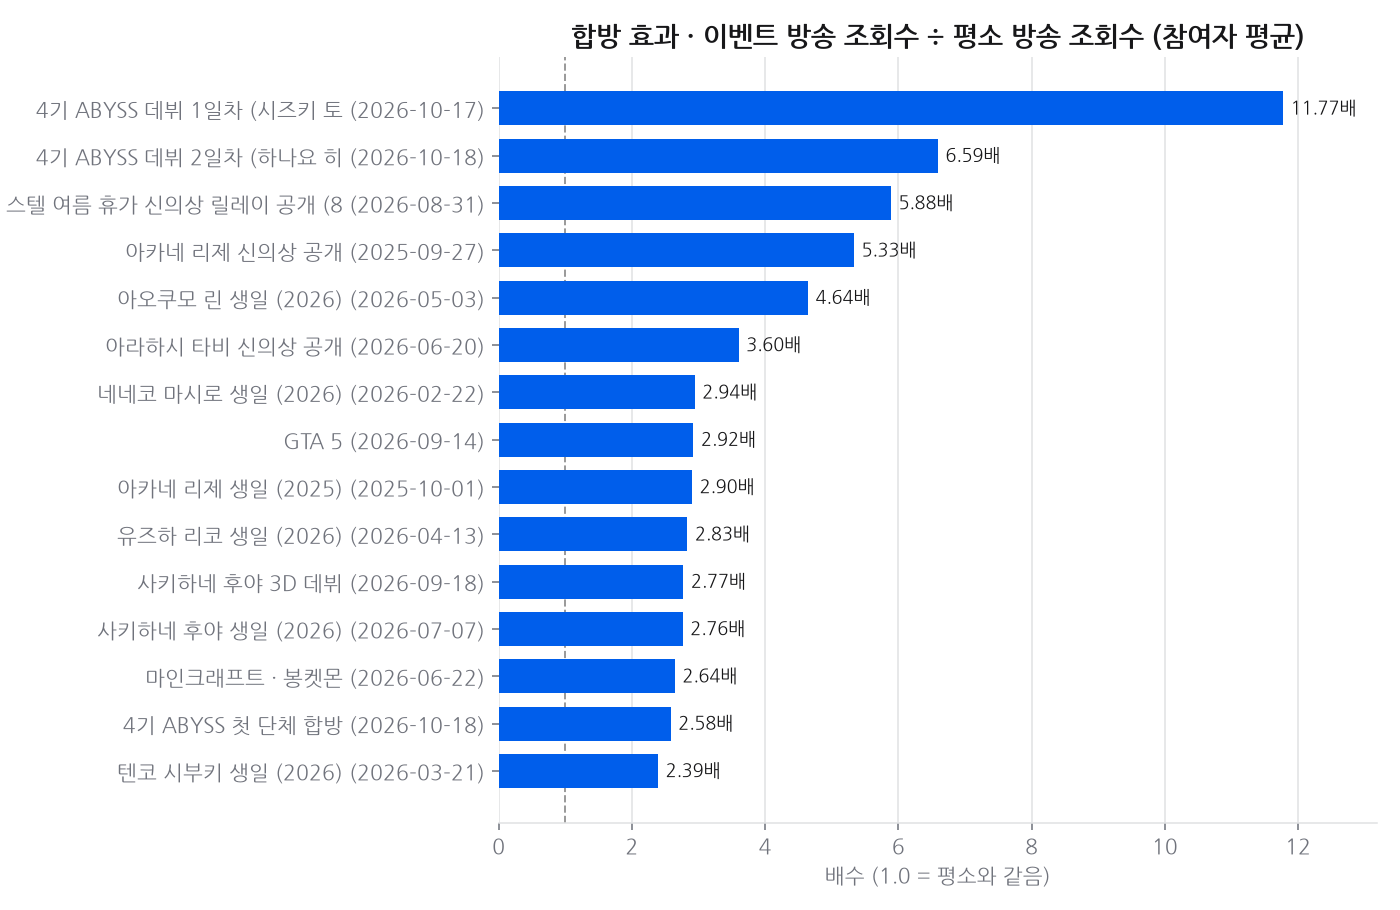 합방 효과 · 이벤트 방송 조회수 ÷ 평소 방송 조회수 (참여자 평균)
4기 ABYSS 데뷔 1일차 (시즈키 토 (2026-10-17) 11.77배
4기 ABYSS 데뷔 2일차 (하나요 히 (2026-10-18) 6.59배
스텔 여름 휴가 신의상 릴레이 공개 (8 (2026-08-31) 5.88배
아카네 리제 신의상 공개 (2025-09-27) 5.33배
아오쿠모 린 생일 (2026) (2026-05-03) 4.64배
아라하시 타비 신의상 공개 (2026-06-20) 3.60배
네네코 마시로 생일 (2026) (2026-02-22) 2.94배
GTA 5 (2026-09-14) 2.92배
아카네 리제 생일 (2025) (2025-10-01) 2.90배
유즈하 리코 생일 (2026) (2026-04-13) 2.83배
사키하네 후야 3D 데뷔 (2026-09-18) 2.77배
사키하네 후야 생일 (2026) (2026-07-07) 2.76배
마인크래프트 · 봉켓몬 (2026-06-22) 2.64배
4기 ABYSS 첫 단체 합방 (2026-10-18) 2.58배
텐코 시부키 생일 (2026) (2026-03-21) 2.39배
0 2 4 6 8 10 12
배수 (1.0 = 평소와 같음)